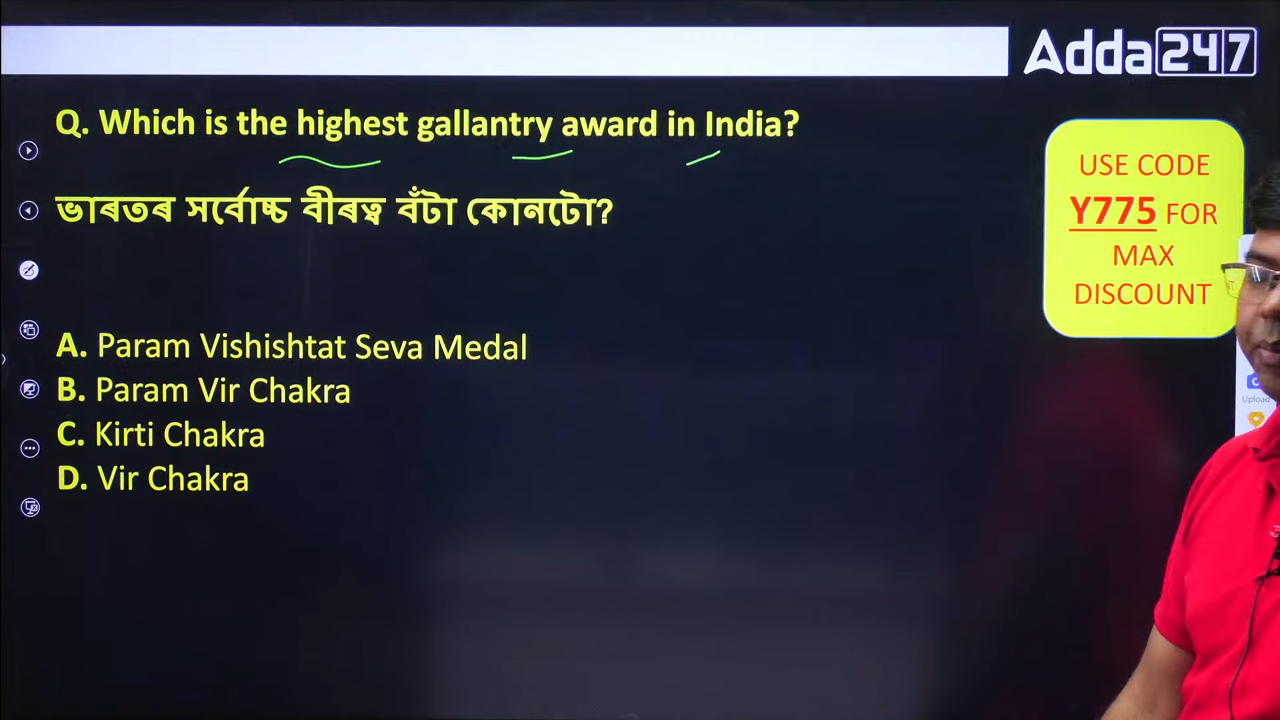 Adda247
Q. Which is the highest gallantry award in India?
ভাৰতৰ সৰ্বোচ্চ বীৰত্ব বঁটা কোনটো?
A. Param Vishishtat Seva Medal
B. Param Vir Chakra
C. Kirti Chakra
D. Vir Chakra
USE CODE
Y775 FOR
MAX
DISCOUNT
Upload